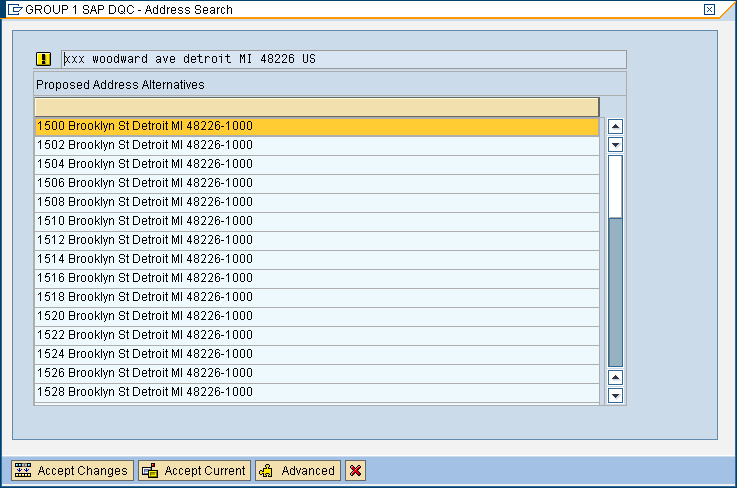 GROUP 1 SAP DQC - Address Search
xxx woodward ave detroit MI 48226 US
Proposed Address Alternatives
1500 Brooklyn St Detroit MI 48226-1000
1502 Brooklyn St Detroit MI 48226-1000
1504 Brooklyn St Detroit MI 48226-1000
1506 Brooklyn St Detroit MI 48226-1000
1508 Brooklyn St Detroit MI 48226-1000
1510 Brooklyn St Detroit MI 48226-1000
1512 Brooklyn St Detroit MI 48226-1000
1514 Brooklyn St Detroit MI 48226-1000
1516 Brooklyn St Detroit MI 48226-1000
1518 Brooklyn St Detroit MI 48226-1000
1520 Brooklyn St Detroit MI 48226-1000
1522 Brooklyn St Detroit MI 48226-1000
1524 Brooklyn St Detroit MI 48226-1000
1526 Brooklyn St Detroit MI 48226-1000
1528 Brooklyn St Detroit MI 48226-1000
Accept Changes Accept Current Advanced